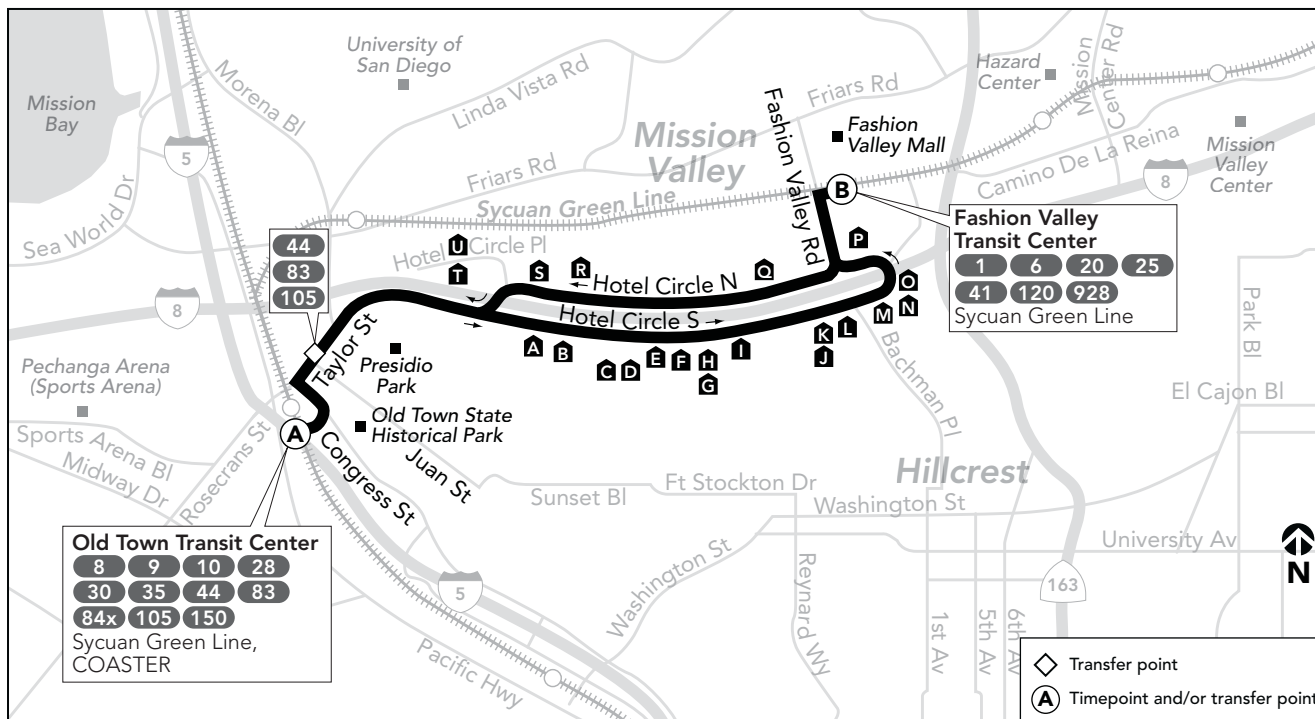 University of
San Diego
Morena Bl
Linda Vista Rd
Mission
Bay
5
Hazard
Center
Mission
Center Rd
Friars Rd
Fashion
Valley Mall
Fashion Valley Rd
Mission
Valley
Friars Rd
Sycuan Green Line
Camino De La Reina
Mission
Valley
Center
8
Sea World Dr
B
Fashion Valley
Transit Center
1 6 20 25
41 120 928
Sycuan Green Line
44
83
105
Hotel Circle Pl
U
T
S
R
Q
P
O
N
M
L
K
J
I
H
G
F
E
D
C
B
A
Hotel Circle N
Hotel Circle S
8
Taylor St
Presidio
Park
Pechanga Arena
(Sports Arena)
Old Town State
Historical Park
A
Congress St
Juan St
Sports Arena Bl
Midway Dr
Rosecrans St
Bachman Pl
Park Bl
El Cajon Bl
Hillcrest
Sunset Bl
Ft Stockton Dr
Washington St
Washington St
University Av
Reynard Wy
1st Av
5th Av
6th Av
163
5
Pacific Hwy
Old Town Transit Center
8 9 10 28
30 35 44 83
84x 105 150
Sycuan Green Line,
COASTER
N
Transfer point
A Timepoint and/or transfer point